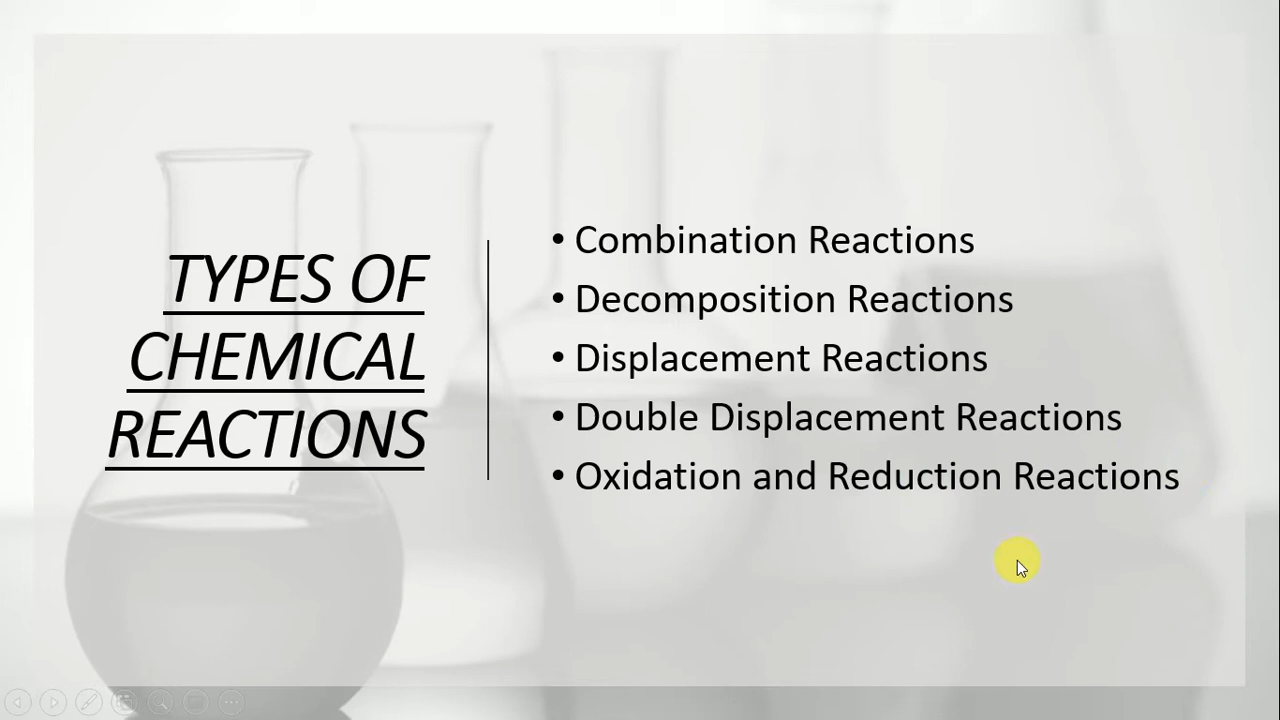 TYPES OF
CHEMICAL
REACTIONS
• Combination Reactions
• Decomposition Reactions
• Displacement Reactions
• Double Displacement Reactions
• Oxidation and Reduction Reactions